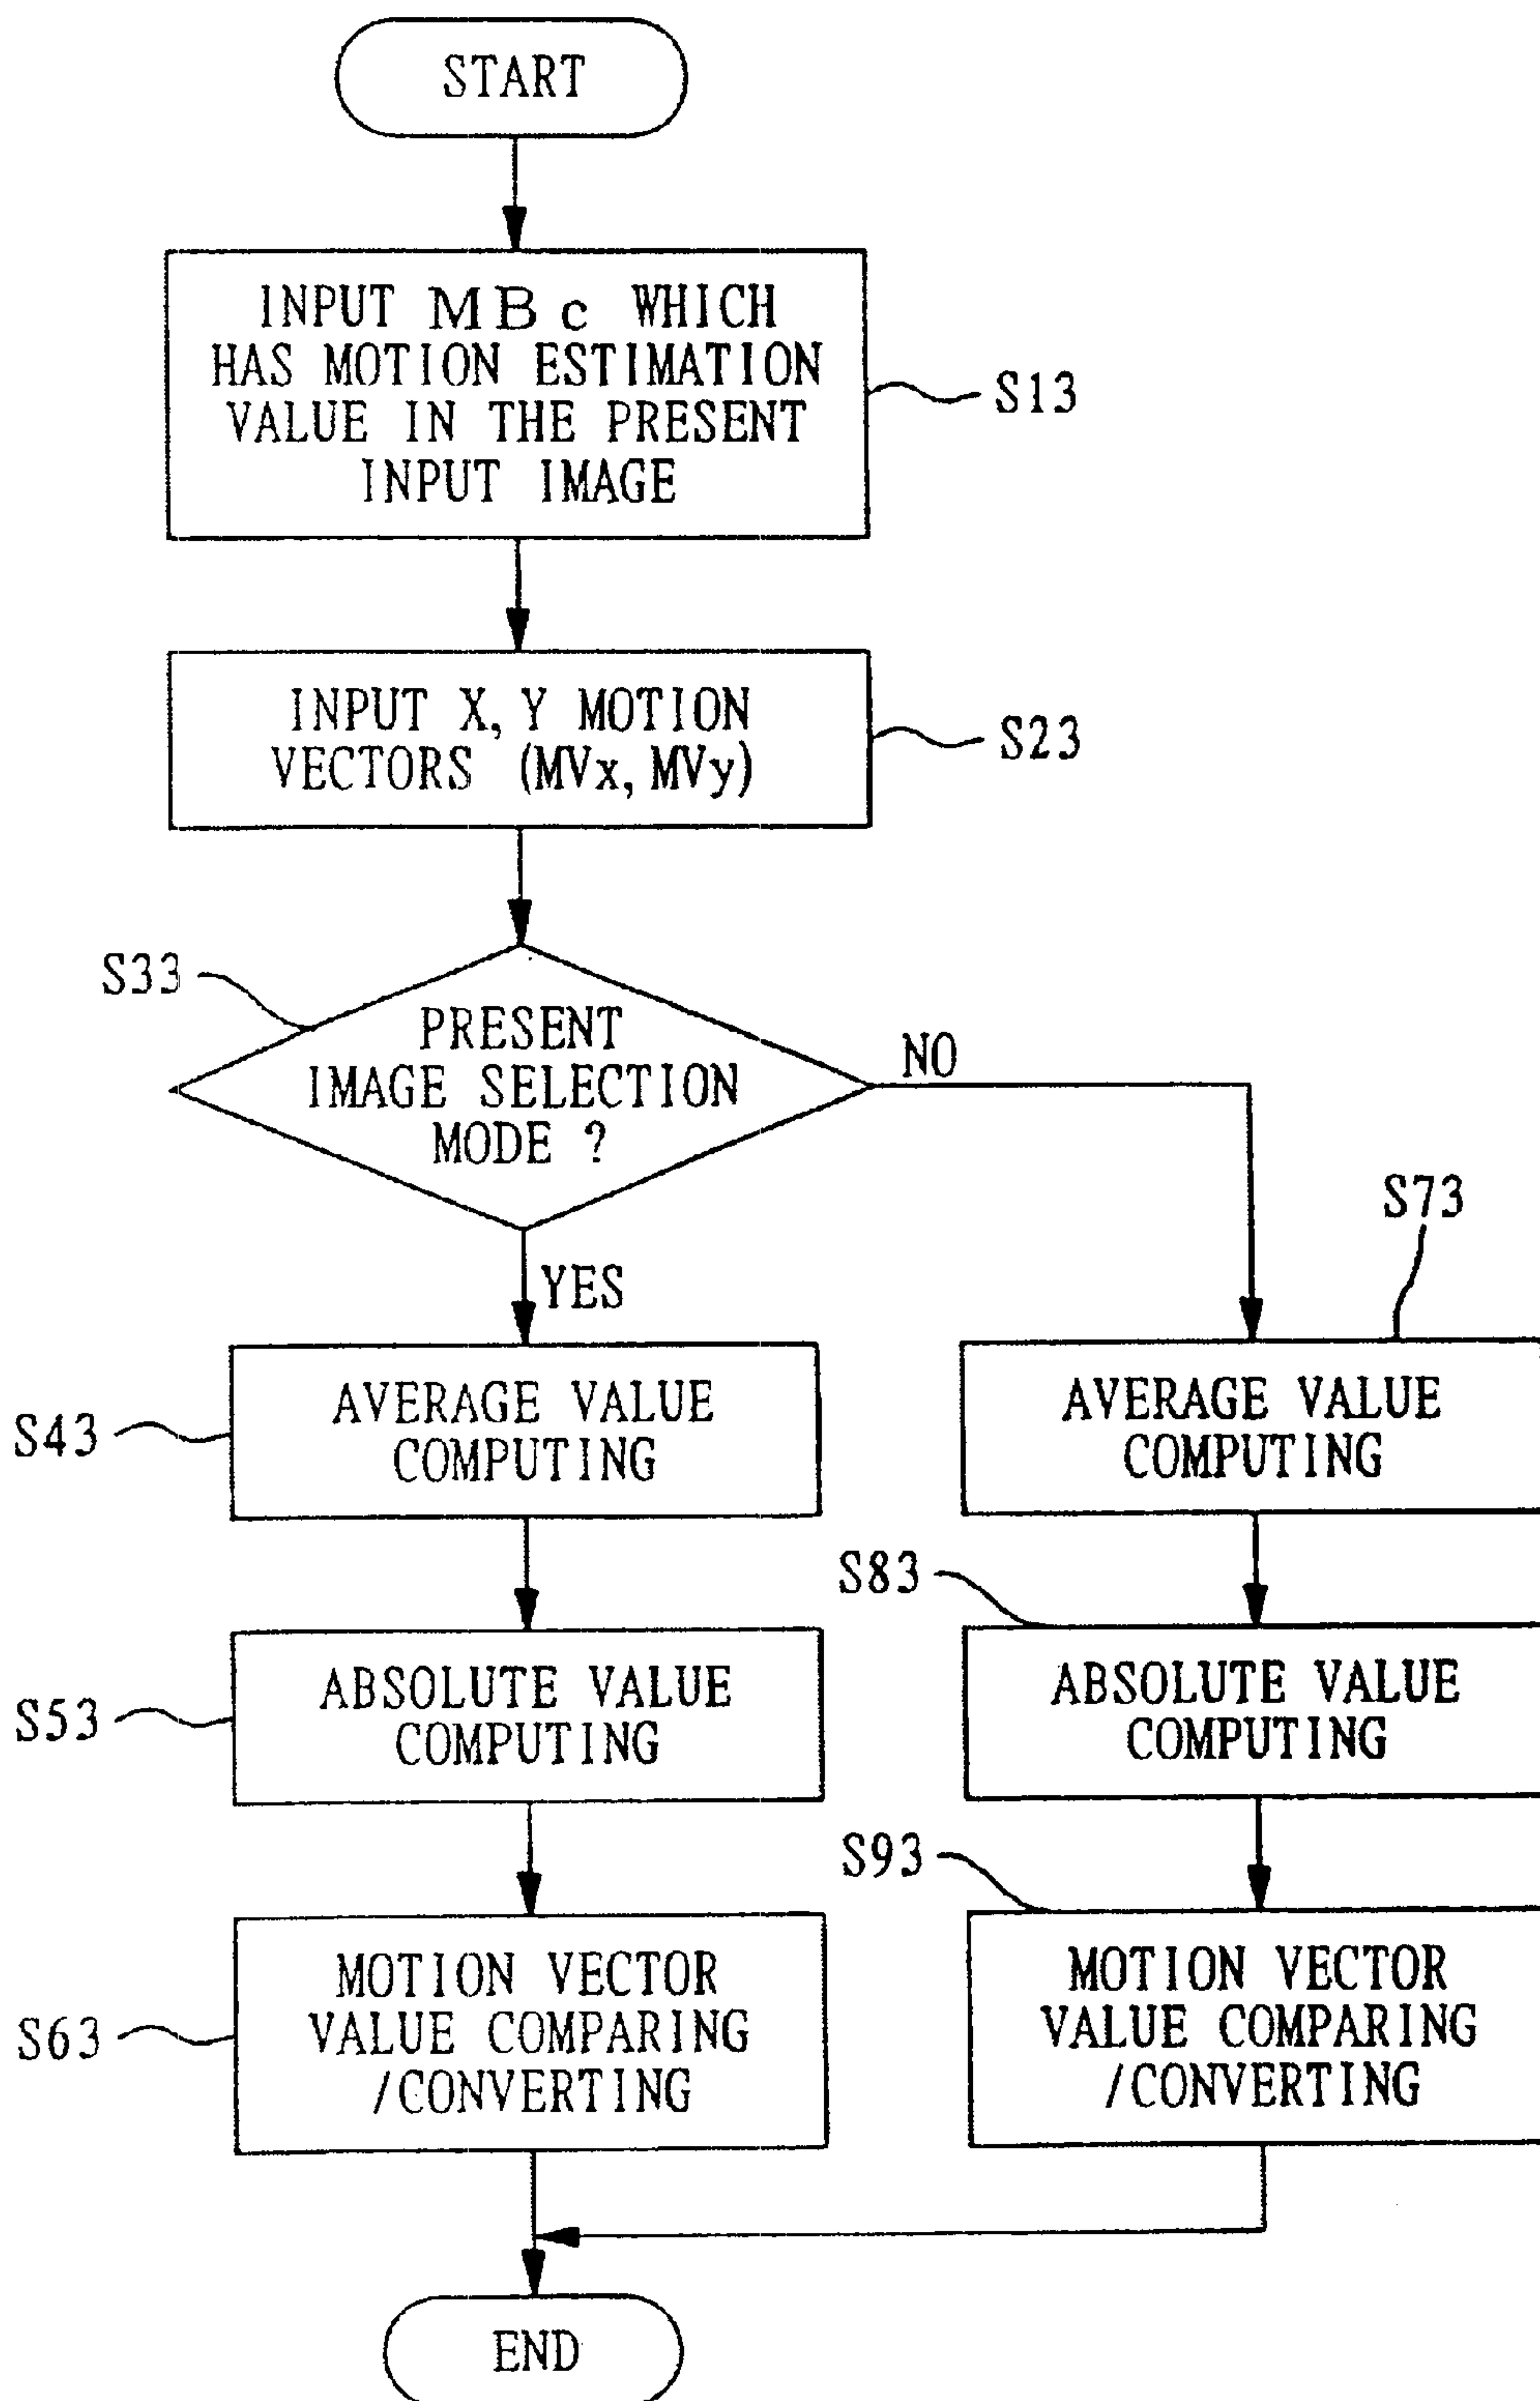 START
INPUT MBc WHICH
HAS MOTION ESTIMATION
VALUE IN THE PRESENT
INPUT IMAGE
S13
INPUT X, Y MOTION
VECTORS (MVx, MVy)
S23
S33
PRESENT
IMAGE SELECTION
MODE ?
NO
YES
S73
S43
AVERAGE VALUE
COMPUTING
AVERAGE VALUE
COMPUTING
S83
S53
ABSOLUTE VALUE
COMPUTING
ABSOLUTE VALUE
COMPUTING
S93
S63
MOTION VECTOR
VALUE COMPARING
/CONVERTING
MOTION VECTOR
VALUE COMPARING
/CONVERTING
END